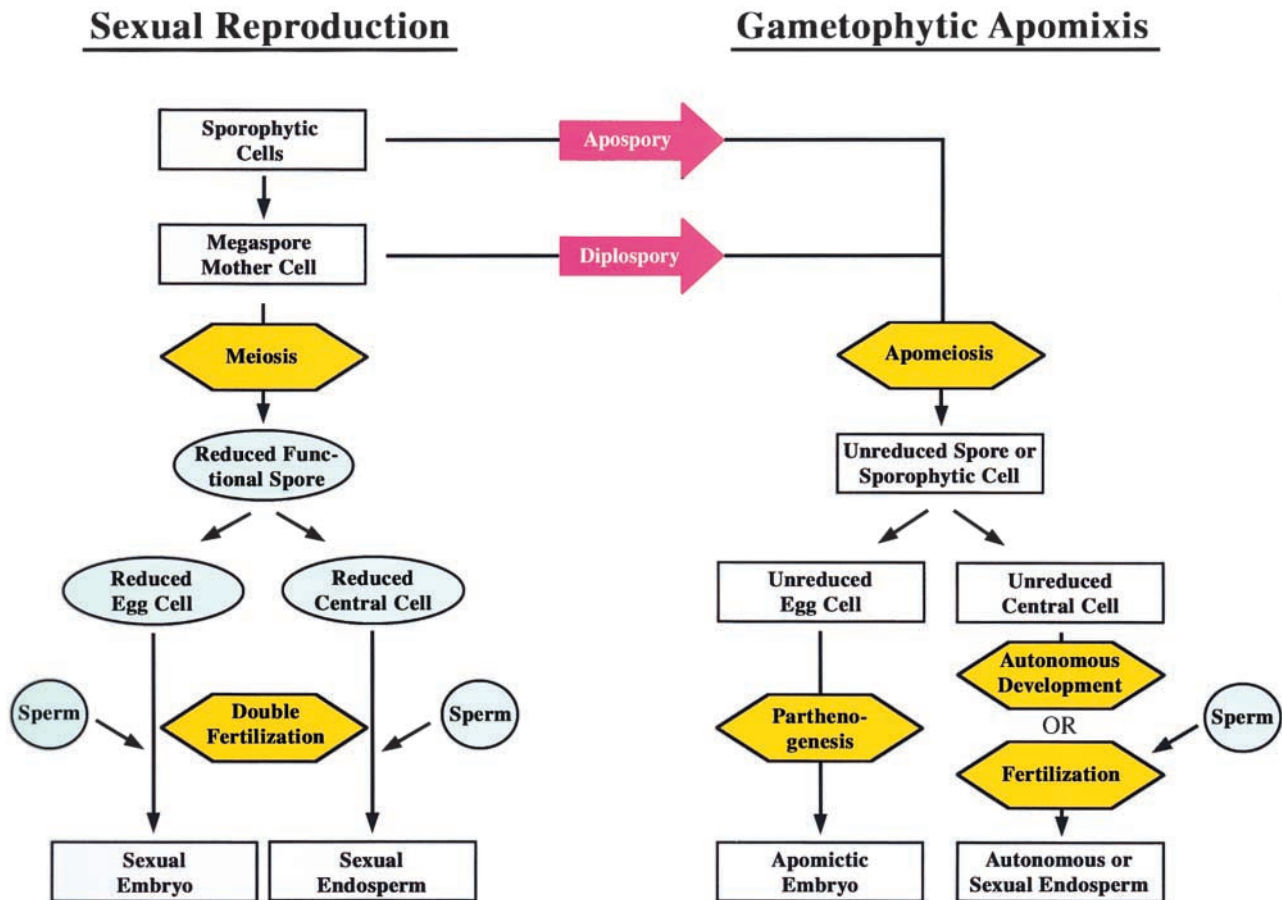 Sexual Reproduction
Gametophytic Apomixis
Sporophytic
Cells
Apospory
Megaspore
Mother Cell
Diplospory
Meiosis
Apomeiosis
Reduced Func-
tional Spore
Unreduced Spore or
Sporophytic Cell
Reduced
Egg Cell
Reduced
Central Cell
Unreduced
Egg Cell
Unreduced
Central Cell
Autonomous
Development
Sperm
Double
Fertilization
Sperm
Partheno-
genesis
OR
Sperm
Fertilization
Sexual
Embryo
Sexual
Endosperm
Apomictic
Embryo
Autonomous or
Sexual Endosperm